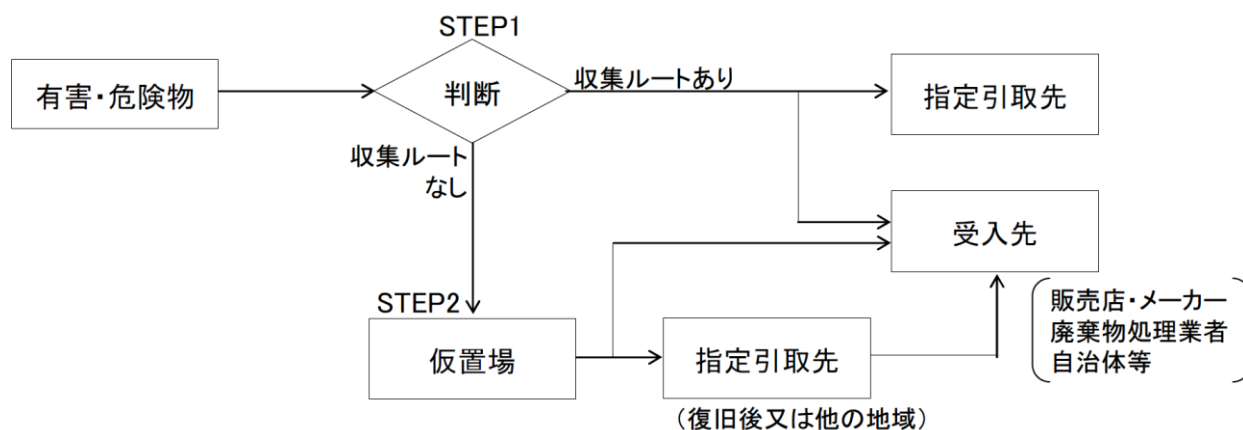 STEP1
有害・危険物
判断
収集ルートあり
指定引取先
収集ルート
なし
受入先
STEP2
仮置場
指定引取先
(復旧後又は他の地域)
販売店・メーカー
廃棄物処理業者
自治体等